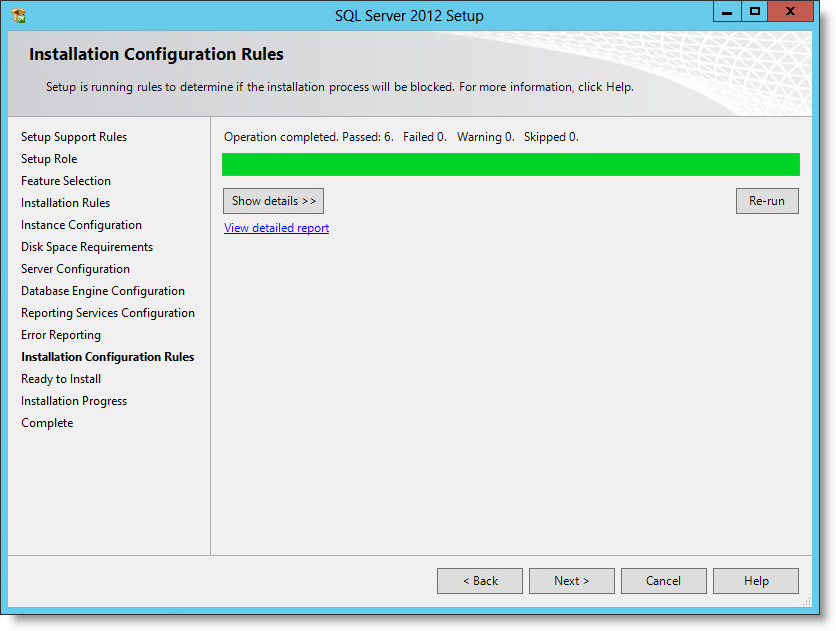 SQL Server 2012 Setup
Installation Configuration Rules
Setup is running rules to determine if the installation process will be blocked. For more information, click Help.
Setup Support Rules
Setup Role
Feature Selection
Installation Rules
Instance Configuration
Disk Space Requirements
Server Configuration
Database Engine Configuration
Reporting Services Configuration
Error Reporting
Installation Configuration Rules
Ready to Install
Installation Progress
Complete
Operation completed. Passed: 6. Failed 0. Warning 0. Skipped 0.
Show details >>
Re-run
View detailed report
< Back
Next >
Cancel
Help